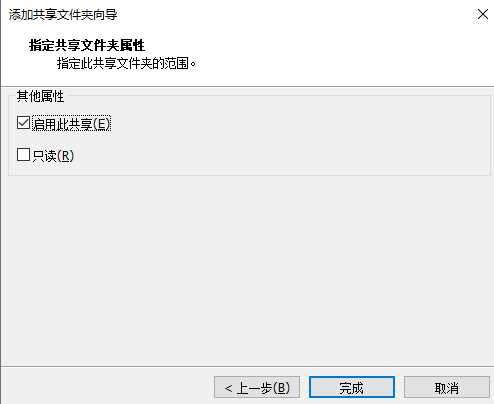 添加共享文件夹向导
指定共享文件夹属性
指定此共享文件夹的范围。
其他属性
启用此共享(E)
只读(R)
< 上一步(B)
完成
取消